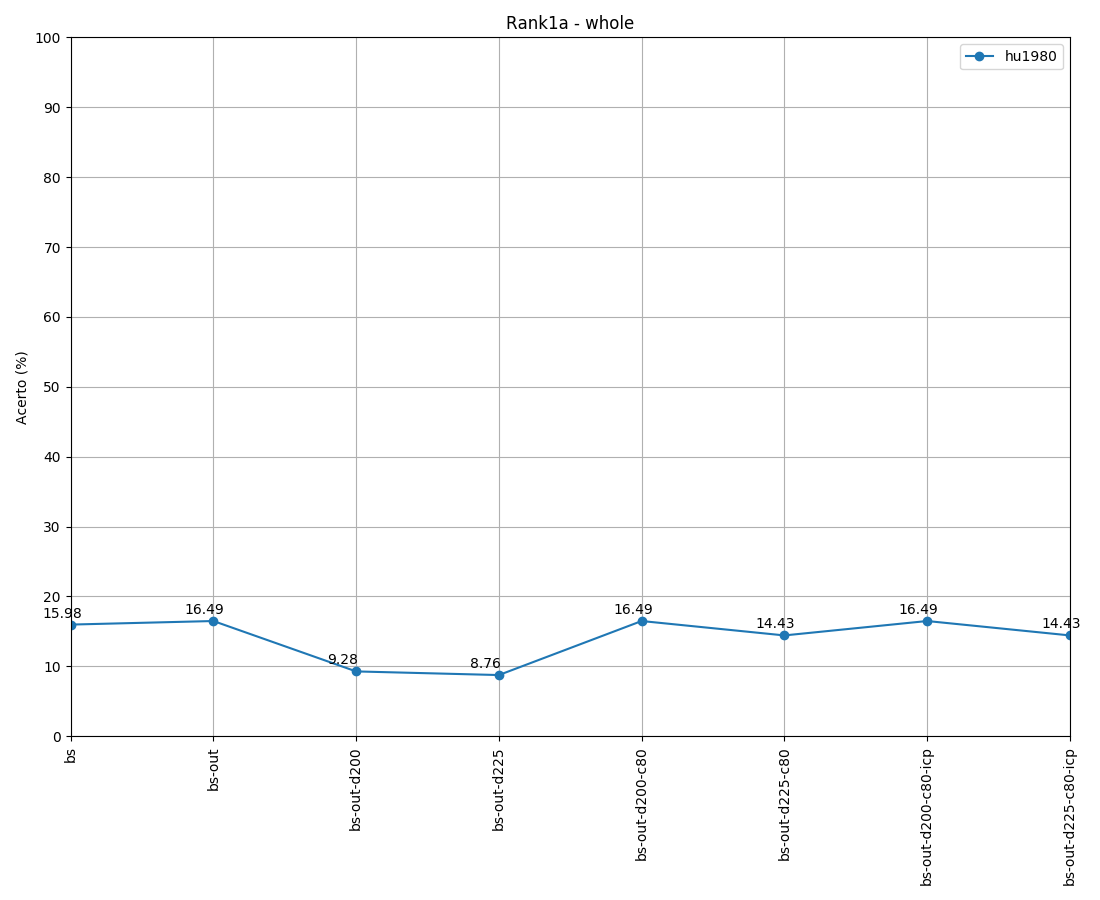 Rank1a - whole
hu1980
Acerto (%)
100
90
80
70
60
50
40
30
20
10
0
15.98
16.49
9.28
8.76
16.49
14.43
16.49
14.43
bs
bs-out
bs-out-d200
bs-out-d225
bs-out-d200-c80
bs-out-d225-c80
bs-out-d200-c80-icp
bs-out-d225-c80-icp